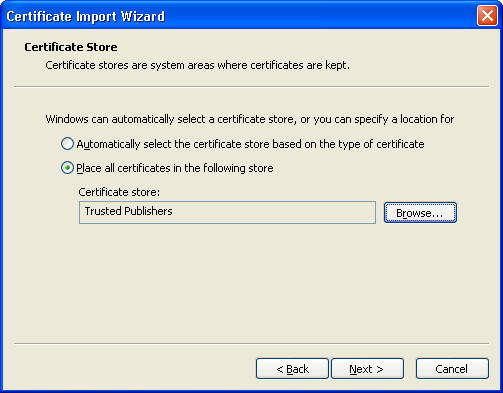 Certificate Import Wizard
Certificate Store
Certificate stores are system areas where certificates are kept.
Windows can automatically select a certificate store, or you can specify a location for
Automatically select the certificate store based on the type of certificate
Place all certificates in the following store
Certificate store:
Trusted Publishers
Browse...
< Back
Next >
Cancel